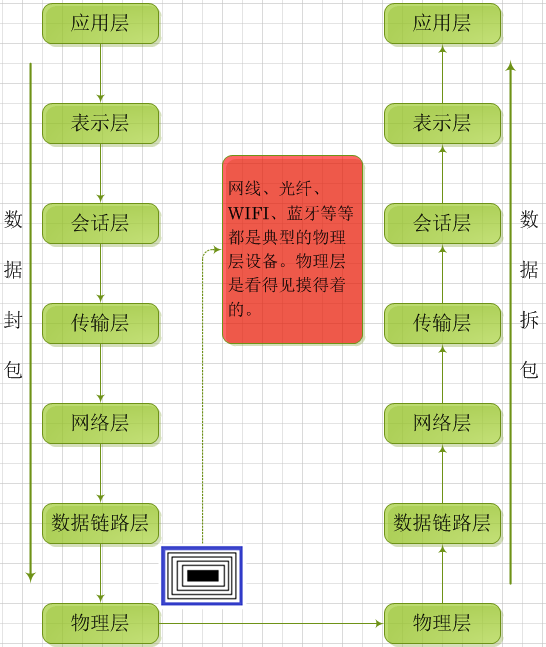 应用层
表示层
会话层
传输层
网络层
数据链路层
物理层
数据封包
网线、光纤、
WIFI、蓝牙等等
都是典型的物理
层设备。物理层
是看得见摸得着
的。
应用层
表示层
会话层
传输层
网络层
数据链路层
物理层
数据拆包